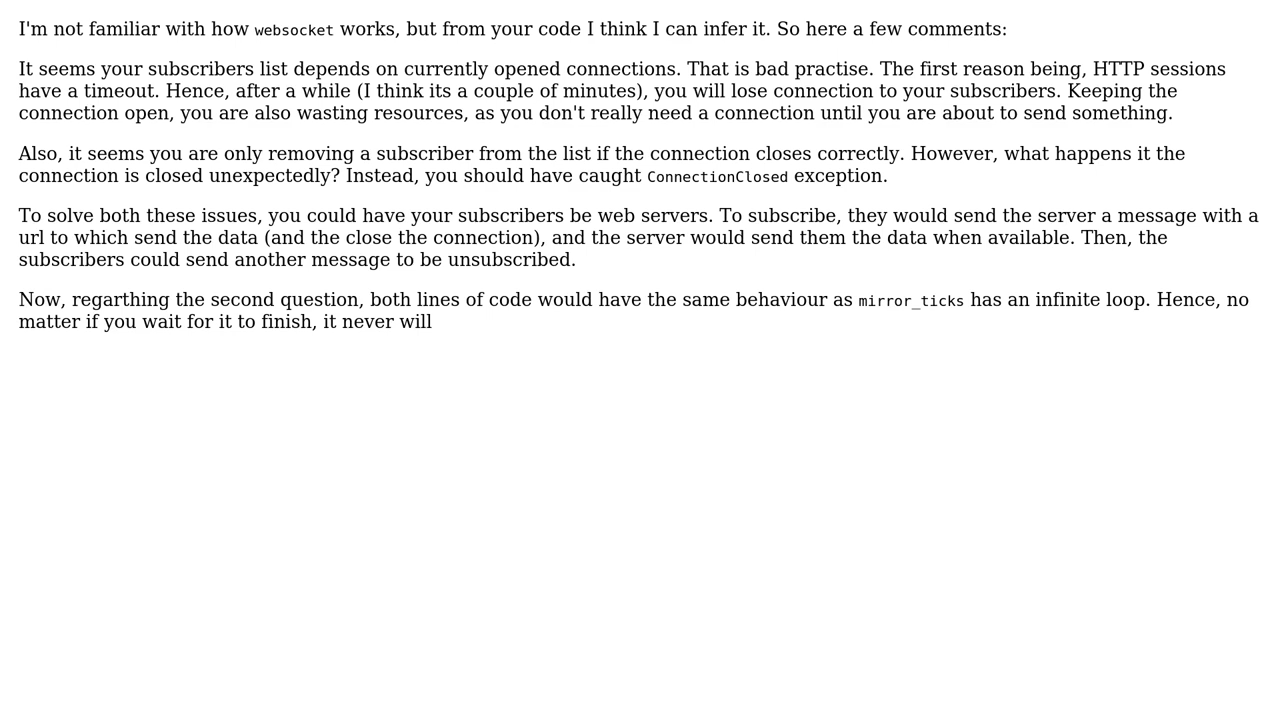 I'm not familiar with how websocket works, but from your code I think I can infer it. So here a few comments:
It seems your subscribers list depends on currently opened connections. That is bad practise. The first reason being, HTTP sessions
have a timeout. Hence, after a while (I think its a couple of minutes), you will lose connection to your subscribers. Keeping the
connection open, you are also wasting resources, as you don't really need a connection until you are about to send something.
Also, it seems you are only removing a subscriber from the list if the connection closes correctly. However, what happens it the
connection is closed unexpectedly? Instead, you should have caught ConnectionClosed exception.
To solve both these issues, you could have your subscribers be web servers. To subscribe, they would send the server a message with a
url to which send the data (and the close the connection), and the server would send them the data when available. Then, the
subscribers could send another message to be unsubscribed.
Now, regarthing the second question, both lines of code would have the same behaviour as mirror_ticks has an infinite loop. Hence, no
matter if you wait for it to finish, it never will